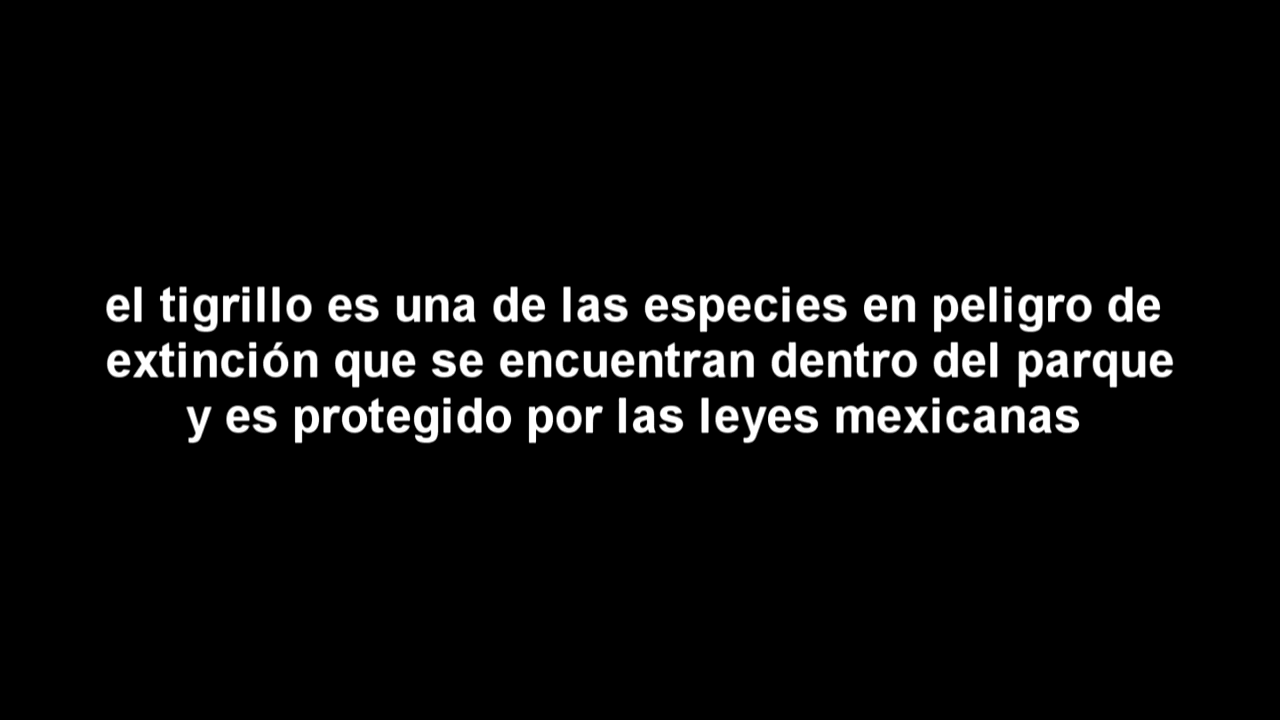 el tigrillo es una de las especies en peligro de
extinción que se encuentran dentro del parque
y es protegido por las leyes mexicanas